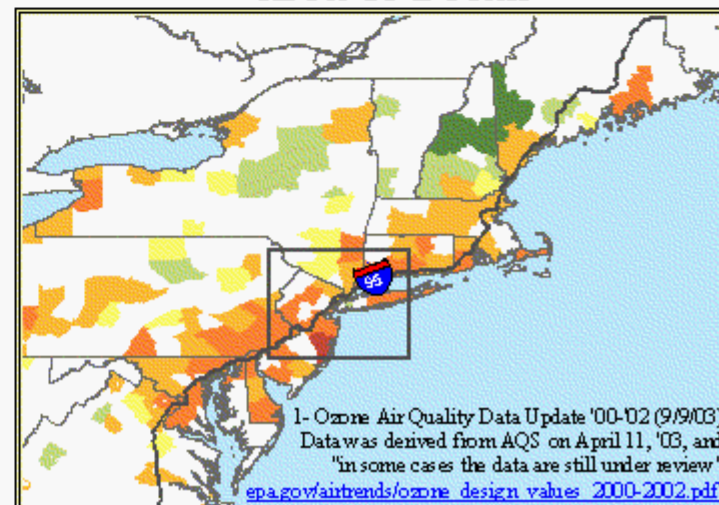 95
1- Ozone Air Quality Data Update '00-'02 (9/9/03)
Data was derived from AQS on April 11, '03, and
"in some cases the data are still under review"
epa.gov/airtrends/ozone_design_values_2000-2002.pdf